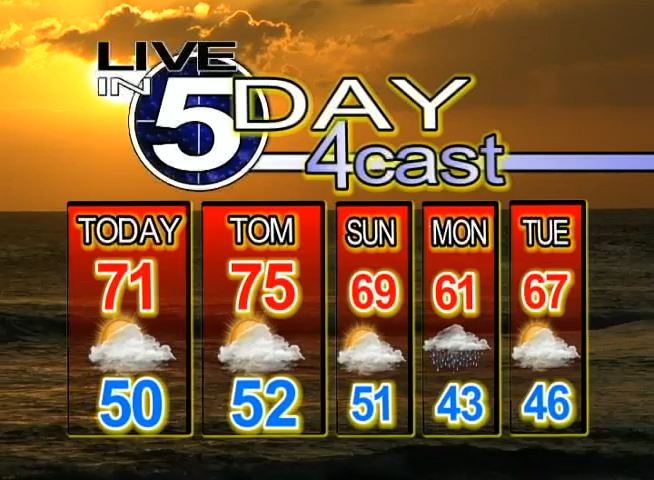 LIVE
IN 5 DAY
4cast
TODAY TOM SUN MON TUE
71 75 69 61 67
50 52 51 43 46